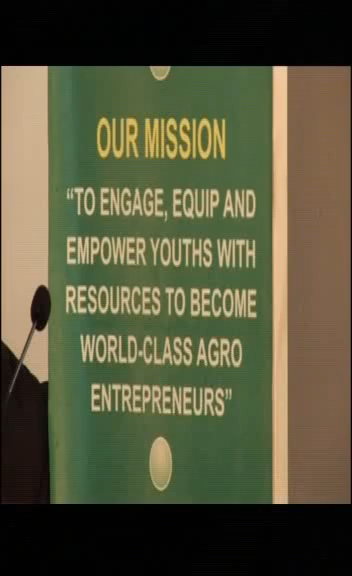 OUR MISSION
“TO ENGAGE, EQUIP AND
EMPOWER YOUTHS WITH
RESOURCES TO BECOME
WORLD-CLASS AGRO
ENTREPRENEURS”